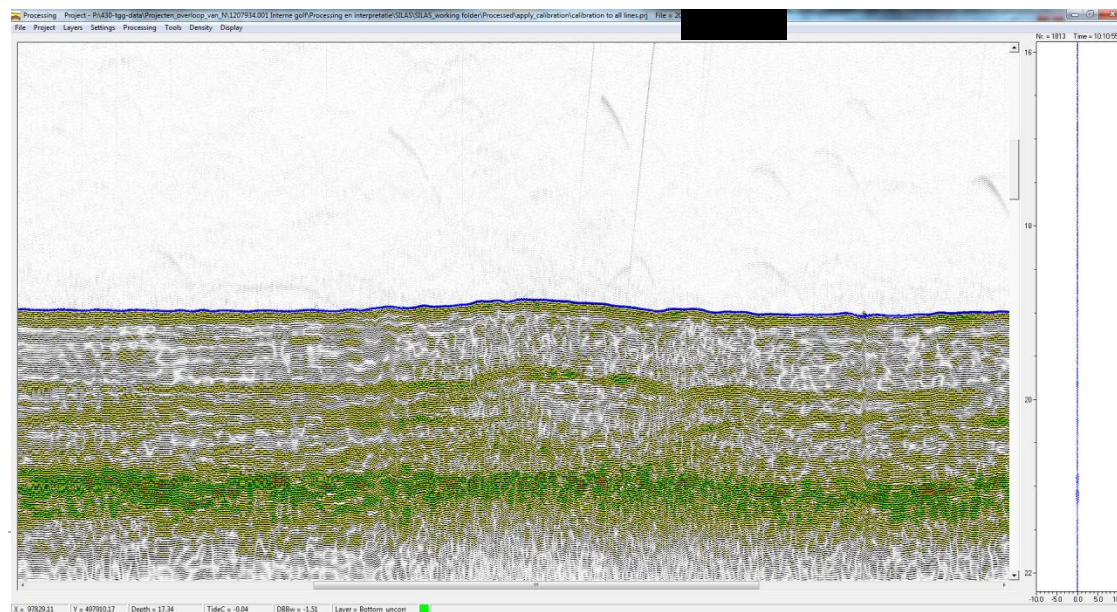 Processing Project - P:\430-tgg-data\Projecten_overloop_van_N\1207934.001 Interne golf\Processing en interpretatie\SILAS\SILAS_working folder\Processed\apply_calibration\calibration to all lines.prj File = 20
File Project Layers Settings Processing Tools Density Display
Nr. = 1813 Time = 10:10:55
16
18
20
22
-10.0 -5.0 0.0 5.0 10
X = 97829.11 Y = 497910.17 Depth = 17.34 TideC = -0.04 DBBw = -1.51 Layer = Bottom_uncorr